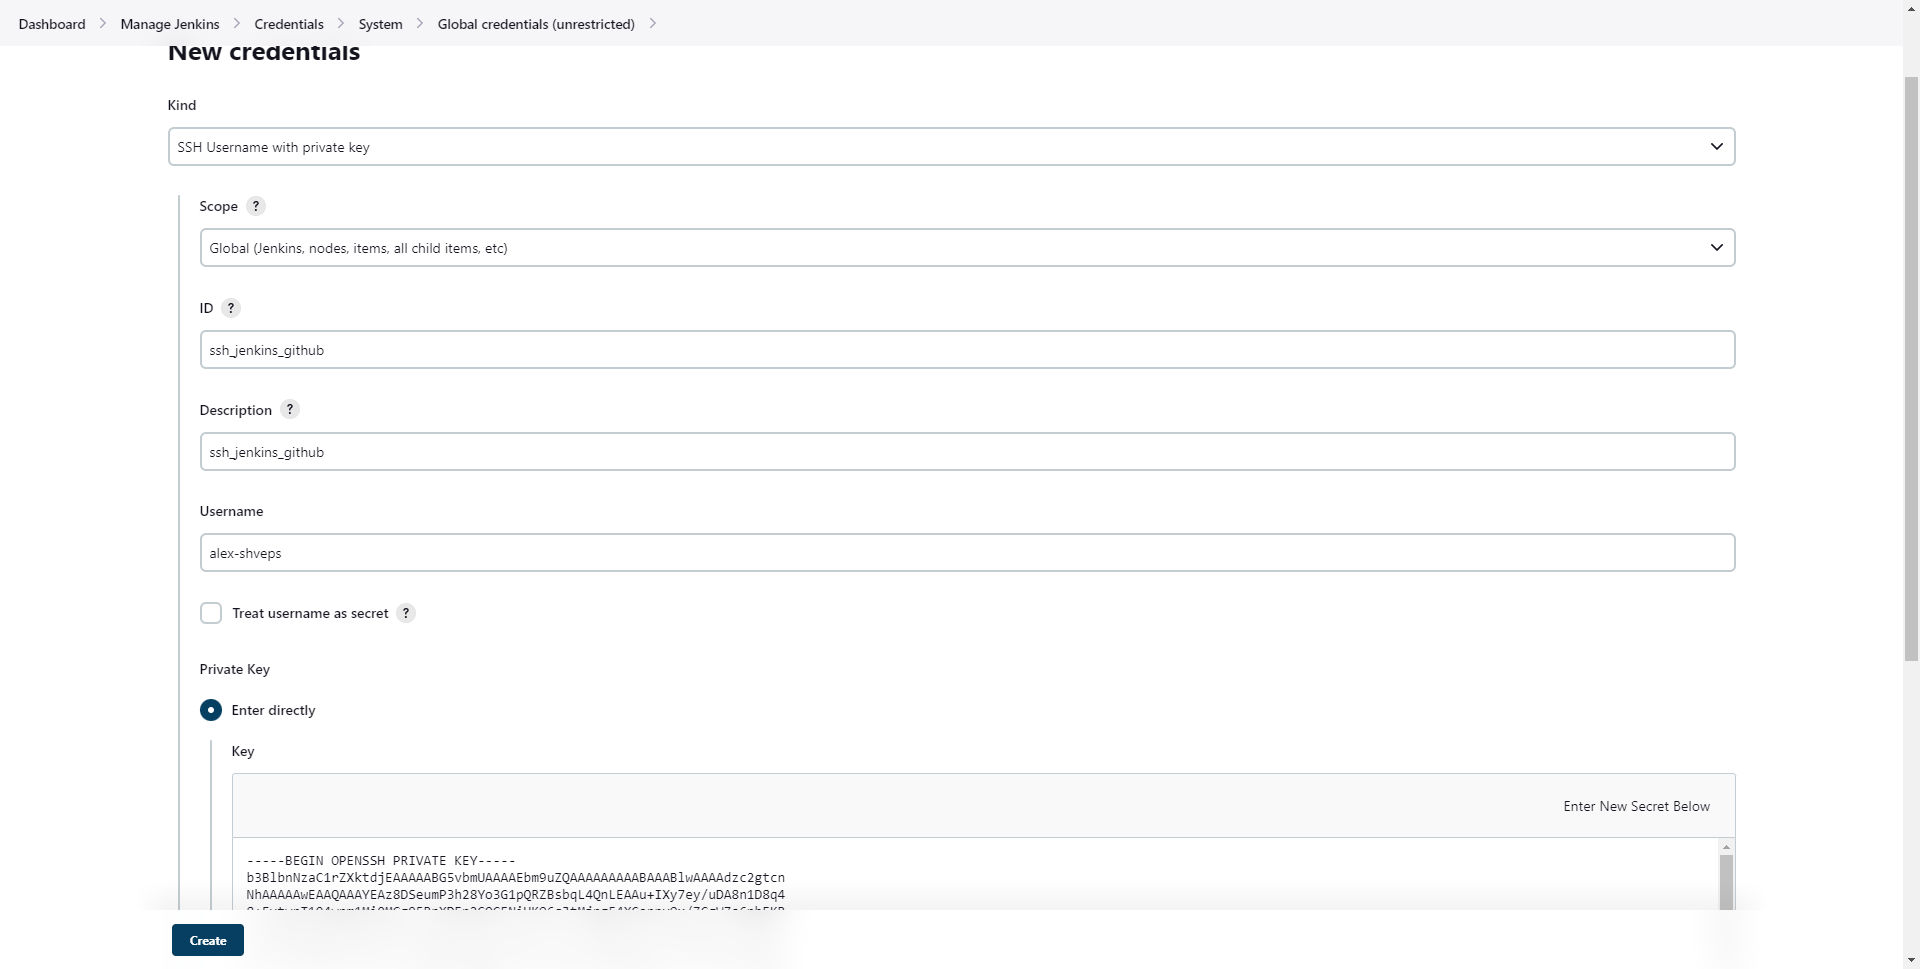 Dashboard
Manage Jenkins
Credentials
System
Global credentials (unrestricted)
New credentials
Kind
SSH Username with private key
Scope ?
Global (Jenkins, nodes, items, all child items, etc)
ID ?
ssh_jenkins_github
Description ?
ssh_jenkins_github
Username
alex-shveps
Treat username as secret ?
Private Key
Enter directly
Key
Enter New Secret Below
-----BEGIN OPENSSH PRIVATE KEY-----
b3BlbnNzaC1rZXktdjEAAAAABG5vbmUAAAAEbm9uZQAAAAAAAAABAAABlwAAAAdzc2gtcn
NhAAAAAwEAAQAAAYEAz8DSeumP3h28Yo3G1pQRZBsbqL4QnLEAAu+IXy7ey/uDA8n1D8q4
Create